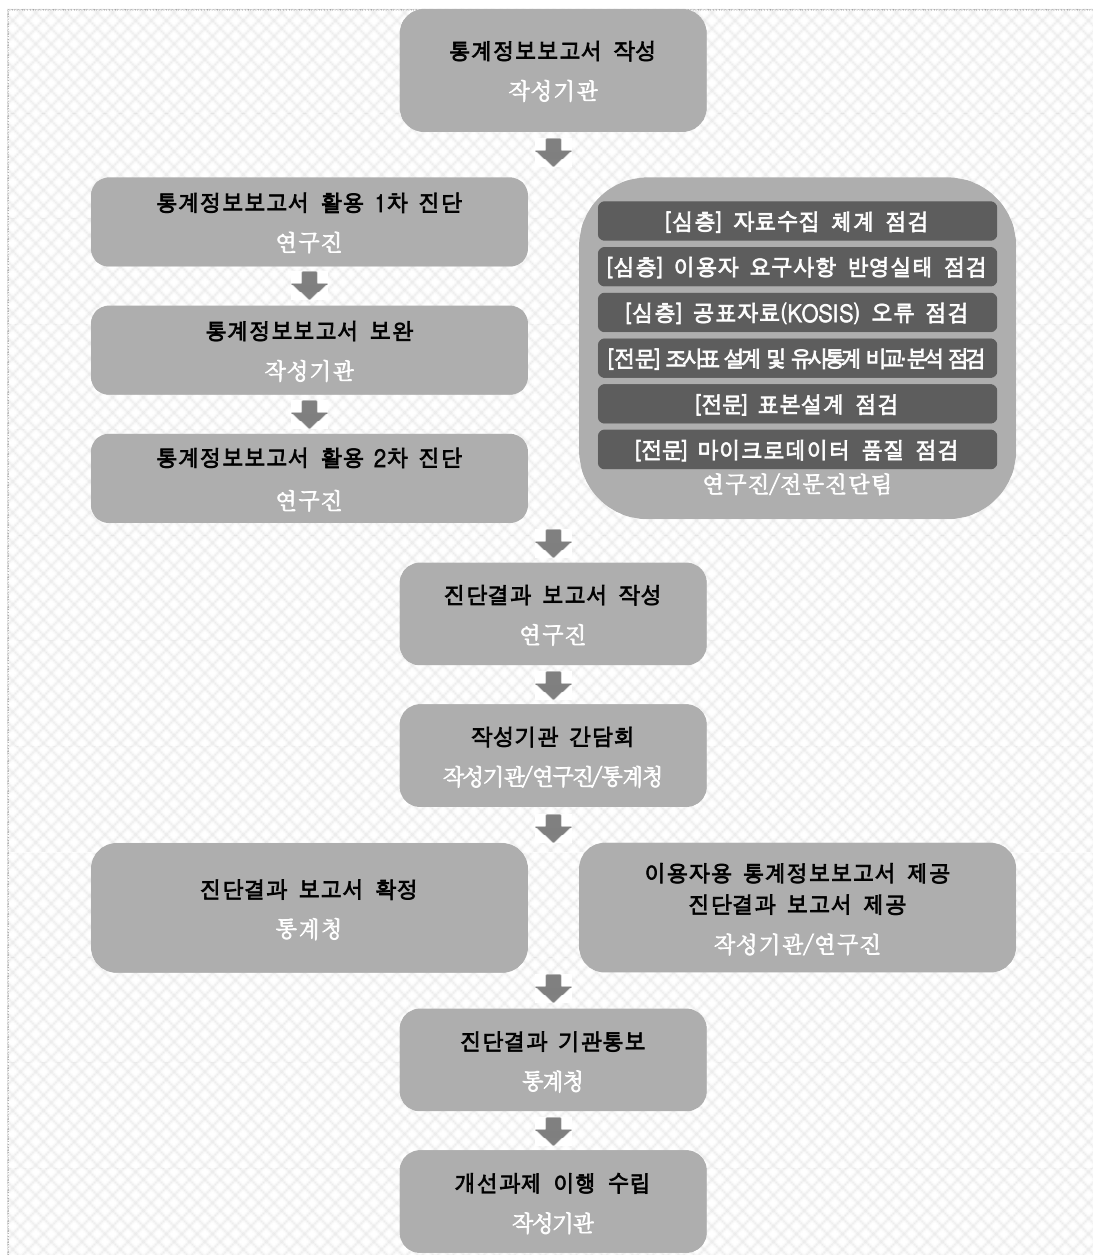 통계정보보고서 작성
작성기관
통계정보보고서 활용 1차 진단
연구진
통계정보보고서 보완
작성기관
통계정보보고서 활용 2차 진단
연구진
[심층] 자료수집 체계 점검
[심층] 이용자 요구사항 반영실태 점검
[심층] 공표자료(KOSIS) 오류 점검
[전문] 조사표 설계 및 유사통계 비교·분석 점검
[전문] 표본설계 점검
[전문] 마이크로데이터 품질 점검
연구진/전문진단팀
진단결과 보고서 작성
연구진
작성기관 간담회
작성기관/연구진/통계청
진단결과 보고서 확정
통계청
이용자용 통계정보보고서 제공
진단결과 보고서 제공
작성기관/연구진
진단결과 기관통보
통계청
개선과제 이행 수립
작성기관